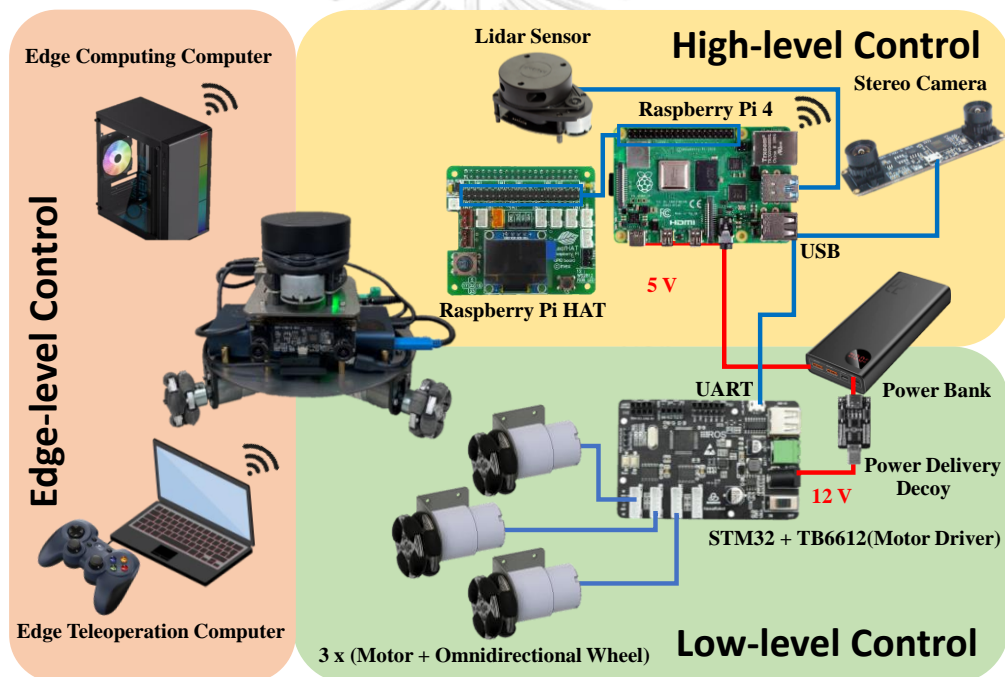 High-level Control
Lidar Sensor
Edge Computing Computer
Stereo Camera
Raspberry Pi 4
HDMI
USB
5 V
Raspberry Pi HAT
Edge-level Control
UART
Power Bank
ROS
Power Delivery
Decoy
12 V
STM32 + TB6612(Motor Driver)
Edge Teleoperation Computer
3 x (Motor + Omnidirectional Wheel)
Low-level Control